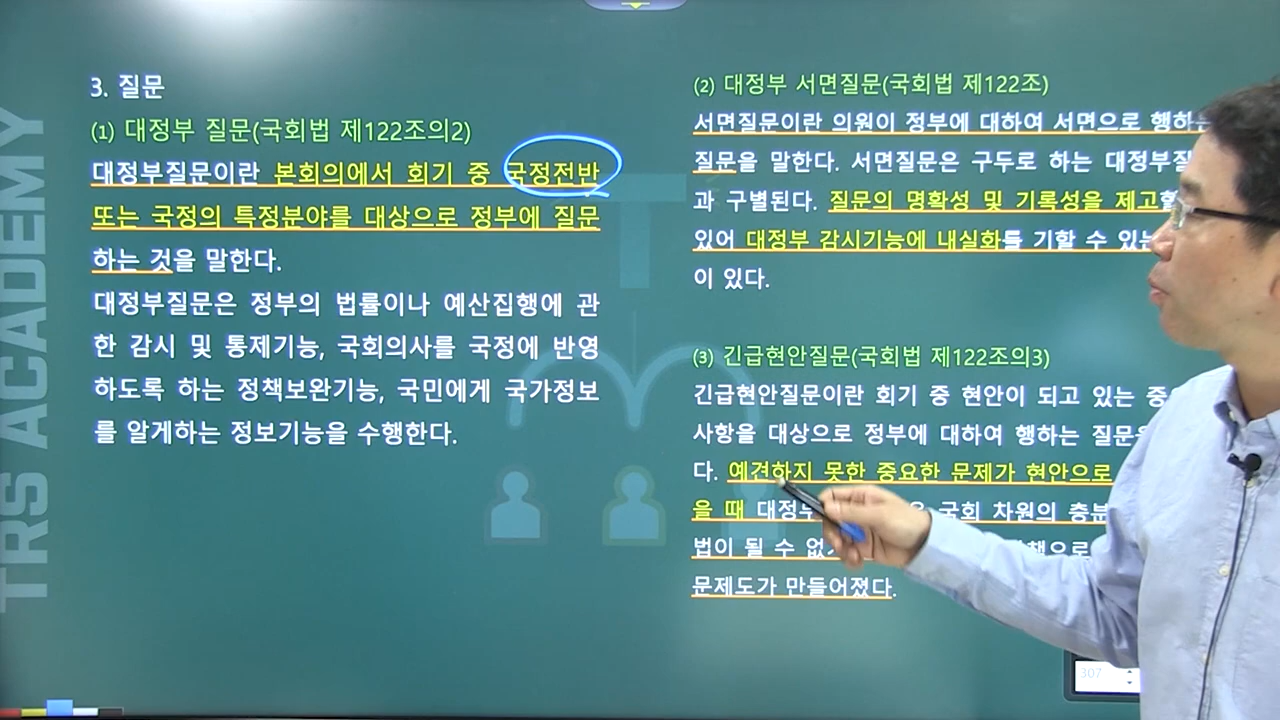 TRS ACADEMY
3. 질문
(1) 대정부 질문(국회법 제122조의2)
대정부질문이란 본회의에서 회기 중 국정전반
또는 국정의 특정분야를 대상으로 정부에 질문
하는 것을 말한다.
대정부질문은 정부의 법률이나 예산집행에 관
한 감시 및 통제기능, 국회의사를 국정에 반영
하도록 하는 정책보완기능, 국민에게 국가정보
를 알게하는 정보기능을 수행한다.
(2) 대정부 서면질문(국회법 제122조)
서면질문이란 의원이 정부에 대하여 서면으로 행하
질문을 말한다. 서면질문은 구두로 하는 대정부질
과 구별된다. 질문의 명확성 및 기록성을 제고
있어 대정부 감시기능에 내실화를 기할 수 있는
이 있다.
(3) 긴급현안질문(국회법 제122조의3)
긴급현안질문이란 회기 중 현안이 되고 있는
사항을 대상으로 정부에 대하여 행하는 질문
다. 예견하지 못한 중요한 문제가 현안으로
을 때 대정부 국회 차원의 충분
법이 될 수 없
문제도가 만들어졌다.
307